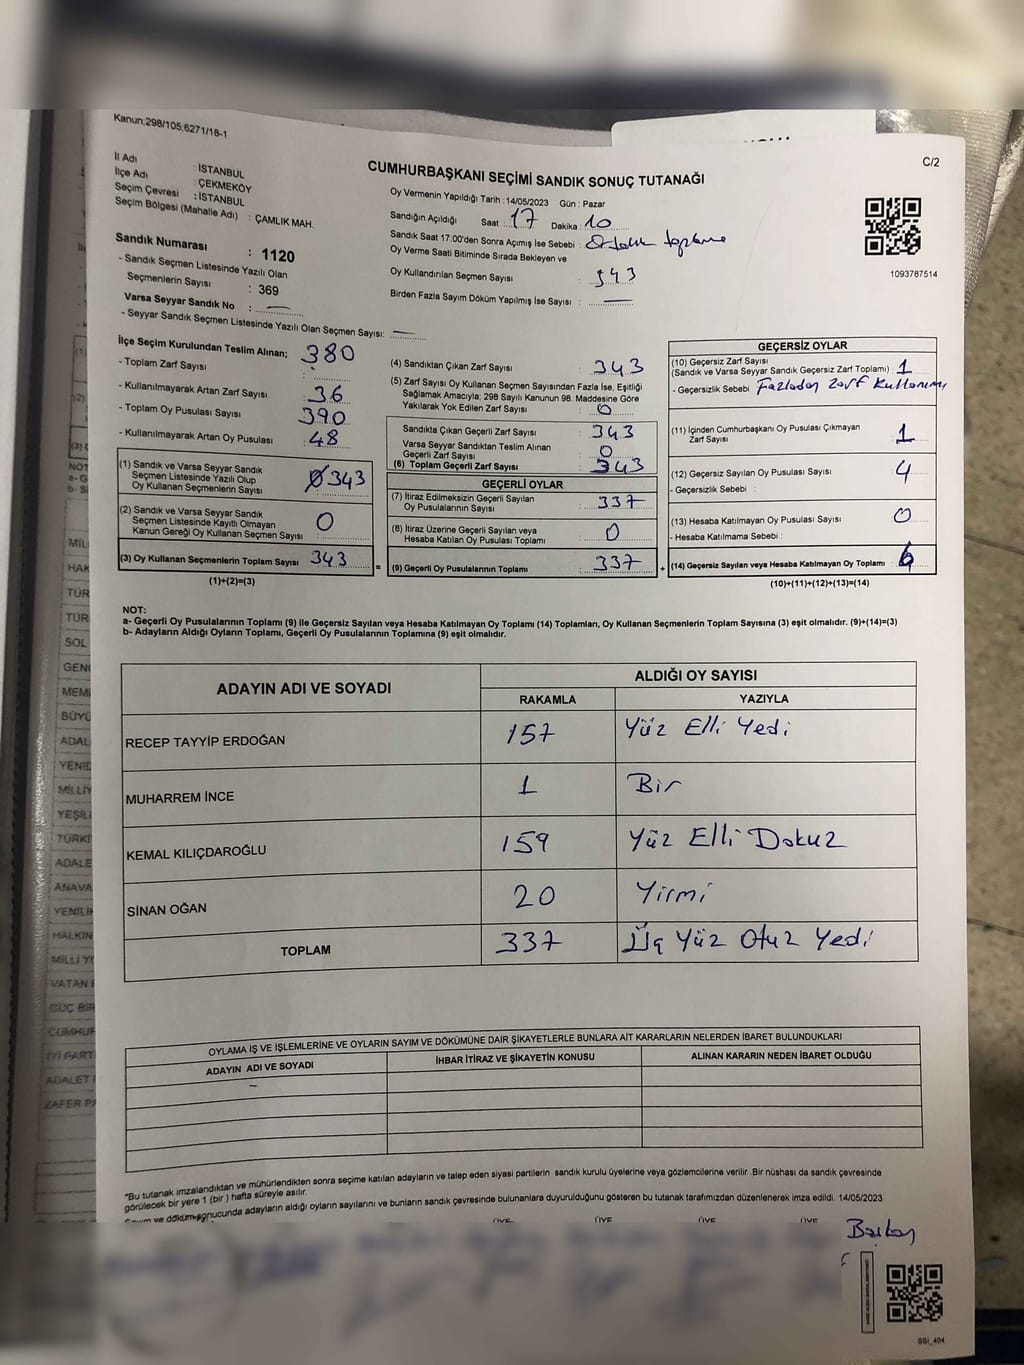 Kanun;298/105;6271/18-1
C/2
İl Adı : İSTANBUL
İlçe Adı : ÇEKMEKÖY
Seçim Çevresi : İSTANBUL
Seçim Bölgesi (Mahalle Adı) : ÇAMLIK MAH.
Sandık Numarası : 1120
- Sandık Seçmen Listesinde Yazılı Olan
Seçmenlerin Sayısı : 369
Varsa Seyyar Sandık No : —
- Seyyar Sandık Seçmen Listesinde Yazılı Olan Seçmen Sayısı: —
CUMHURBAŞKANI SEÇİMİ SANDIK SONUÇ TUTANAĞI
Oy Vermenin Yapıldığı Tarih :14/05/2023 Gün : Pazar
Sandığın Açıldığı Saat : 17 Dakika : 10
Sandık Saat 17:00'den Sonra Açımış İse Sebebi :
Oy Verme Saati Bitiminde Sırada Bekleyen ve
Oy Kullandırılan Seçmen Sayısı : 343
Birden Fazla Sayım Döküm Yapılmış İse Sayısı : —
1093787514
İlçe Seçim Kurulundan Teslim Alınan; 380
- Toplam Zarf Sayısı :
- Kullanılmayarak Artan Zarf Sayısı : 36
- Toplam Oy Pusulası Sayısı : 390
- Kullanılmayarak Artan Oy Pusulası : 48
(1) Sandık ve Varsa Seyyar Sandık
Seçmen Listesinde Yazılı Olup
Oy Kullanan Seçmenlerin Sayısı : 343
(2) Sandık ve Varsa Seyyar Sandık
Seçmen Listesinde Kayıtlı Olmayan
Kanun Gereği Oy Kullanan Seçmen Sayısı : 0
(3) Oy Kullanan Seçmenlerin Toplam Sayısı : 343
(1)+(2)=(3)
=
(4) Sandıktan Çıkan Zarf Sayısı : 343
(5) Zarf Sayısı Oy Kullanan Seçmen Sayısından Fazla İse, Eşitliği
Sağlamak Amacıyla; 298 Sayılı Kanunun 98. Maddesine Göre
Yakılarak Yok Edilen Zarf Sayısı : 0
Sandıkta Çıkan Geçerli Zarf Sayısı : 343
Varsa Seyyar Sandıktan Teslim Alınan
Geçerli Zarf Sayısı : 0
(6) Toplam Geçerli Zarf Sayısı : 343
GEÇERLİ OYLAR
(7) İtiraz Edilmeksizin Geçerli Sayılan
Oy Pusulalarının Sayısı : 337
(8) İtiraz Üzerine Geçerli Sayılan veya
Hesaba Katılan Oy Pusulası Toplamı : 0
(9) Geçerli Oy Pusulalarının Toplamı : 337
+
GEÇERSİZ OYLAR
(10) Geçersiz Zarf Sayısı
(Sandık ve Varsa Seyyar Sandık Geçersiz Zarf Toplamı) : 1
- Geçersizlik Sebebi : Fazladan Zarf Kullanımı
(11) İçinden Cumhurbaşkanı Oy Pusulası Çıkmayan
Zarf Sayısı : 1
(12) Geçersiz Sayılan Oy Pusulası Sayısı : 4
- Geçersizlik Sebebi :
(13) Hesaba Katılmayan Oy Pusulası Sayısı : 0
- Hesaba Katılmama Sebebi :
(14) Geçersiz Sayılan veya Hesaba Katılmayan Oy Toplamı : 6
(10)+(11)+(12)+(13)=(14)
NOT:
a- Geçerli Oy Pusulalarının Toplamı (9) ile Geçersiz Sayılan veya Hesaba Katılmayan Oy Toplamı (14) Toplamları, Oy Kullanan Seçmenlerin Toplam Sayısına (3) eşit olmalıdır. (9)+(14)=(3)
b- Adayların Aldığı Oyların Toplamı, Geçerli Oy Pusulalarının Toplamına (9) eşit olmalıdır.
ADAYIN ADI VE SOYADI
ALDIĞI OY SAYISI
RAKAMLA YAZIYLA
RECEP TAYYİP ERDOĞAN 157 Yüz Elli Yedi
MUHARREM İNCE 1 Bir
KEMAL KILIÇDAROĞLU 159 Yüz Elli Dokuz
SİNAN OĞAN 20 Yirmi
TOPLAM 337 Üç Yüz Otuz Yedi
OYLAMA İŞ VE İŞLEMLERİNE VE OYLARIN SAYIM VE DÖKÜMÜNE DAİR ŞİKAYETLERLE BUNLARA AİT KARARLARIN NELERDEN İBARET BULUNDUKLARI
ADAYIN ADI VE SOYADI İHBAR İTİRAZ VE ŞİKAYETİN KONUSU ALINAN KARARIN NEDEN İBARET OLDUĞU
"Bu tutanak imzalandıktan ve mühürlendikten sonra seçime katılan adayların ve talep eden siyasi partilerin sandık kurulu üyelerine veya gözlemcilerine verilir .Bir nüshası da sandık çevresinde
görülecek bir yere 1 (bir ) hafta süreyle asılır.
Sayım ve döküm sonucunda adayların aldığı oyların sayılarını ve bunların sandık çevresinde bulunanlara duyurulduğunu gösteren bu tutanak tarafımızdan düzenlenerek imza edildi. 14/05/2023
ÜYE ÜYE ÜYE ÜYE
SSI_404